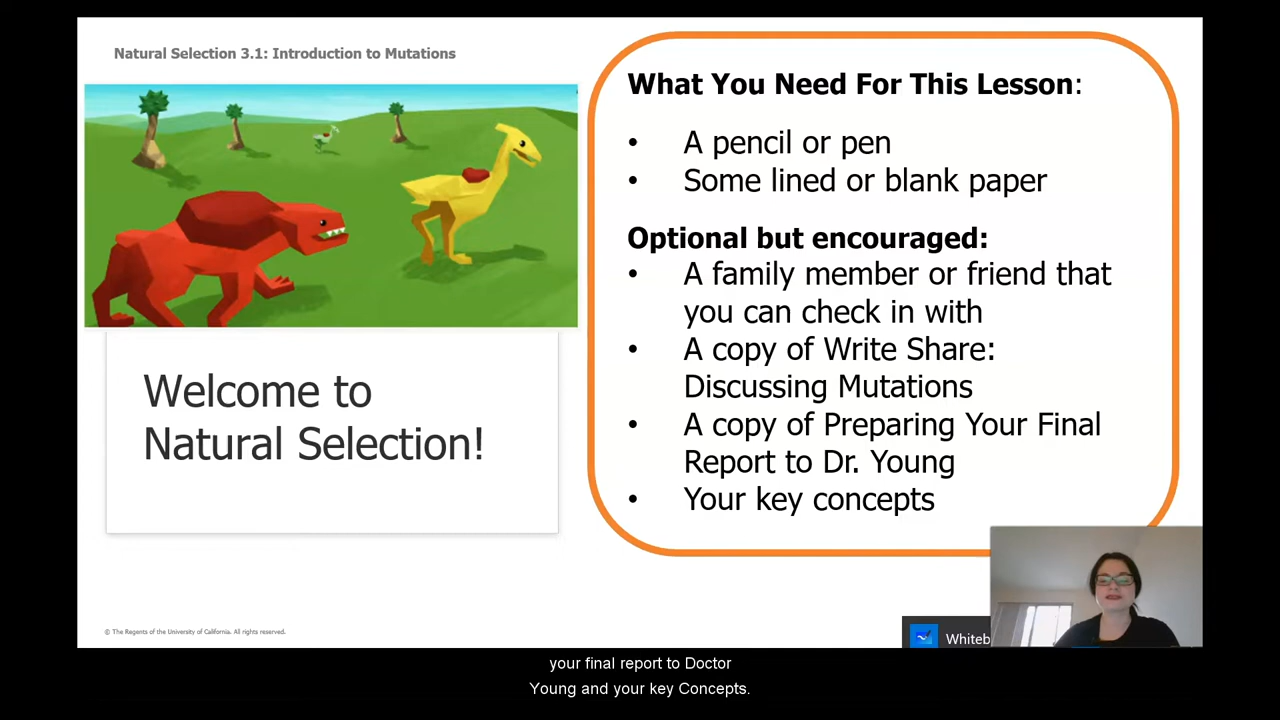 Natural Selection 3.1: Introduction to Mutations
Welcome to
Natural Selection!
What You Need For This Lesson:
• A pencil or pen
• Some lined or blank paper
Optional but encouraged:
• A family member or friend that
you can check in with
• A copy of Write Share:
Discussing Mutations
• A copy of Preparing Your Final
Report to Dr. Young
• Your key concepts
© The Regents of the University of California. All rights reserved.
Whiteb
your final report to Doctor
Young and your key Concepts.